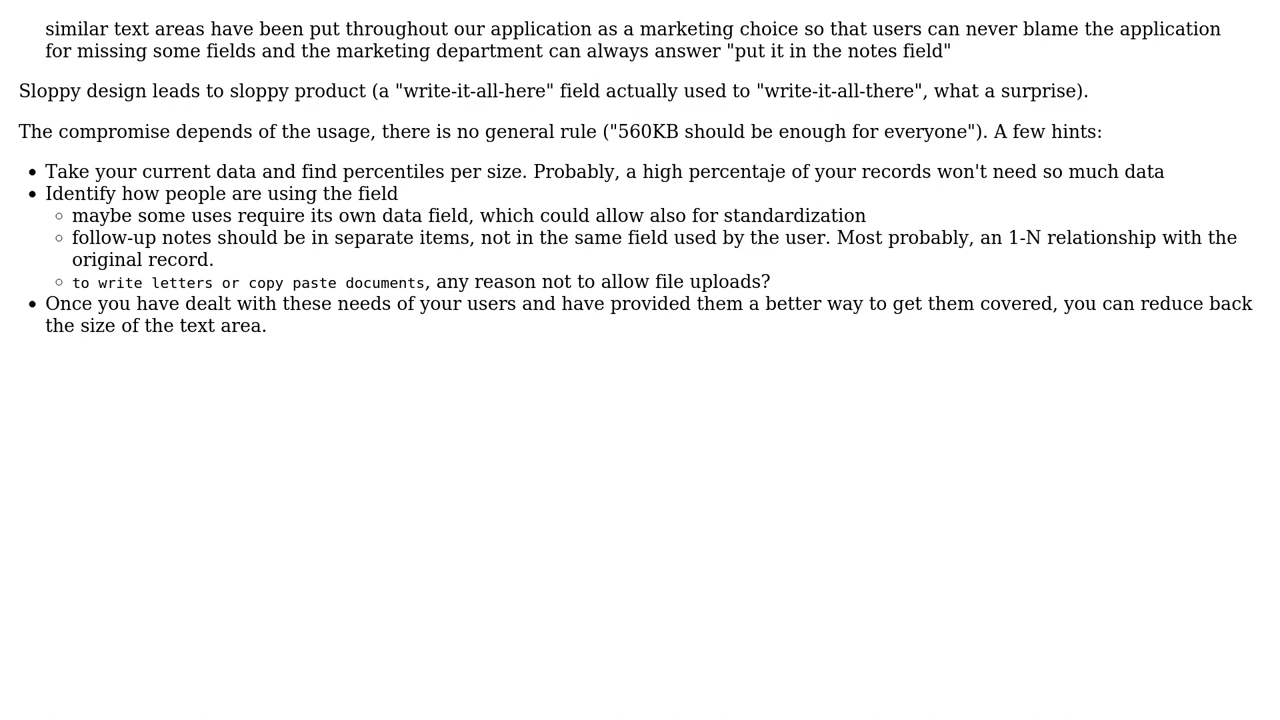 similar text areas have been put throughout our application as a marketing choice so that users can never blame the application
for missing some fields and the marketing department can always answer "put it in the notes field"
Sloppy design leads to sloppy product (a "write-it-all-here" field actually used to "write-it-all-there", what a surprise).
The compromise depends of the usage, there is no general rule ("560KB should be enough for everyone"). A few hints:
• Take your current data and find percentiles per size. Probably, a high percentaje of your records won't need so much data
• Identify how people are using the field
◦ maybe some uses require its own data field, which could allow also for standardization
◦ follow-up notes should be in separate items, not in the same field used by the user. Most probably, an 1-N relationship with the
original record.
◦ to write letters or copy paste documents, any reason not to allow file uploads?
• Once you have dealt with these needs of your users and have provided them a better way to get them covered, you can reduce back
the size of the text area.